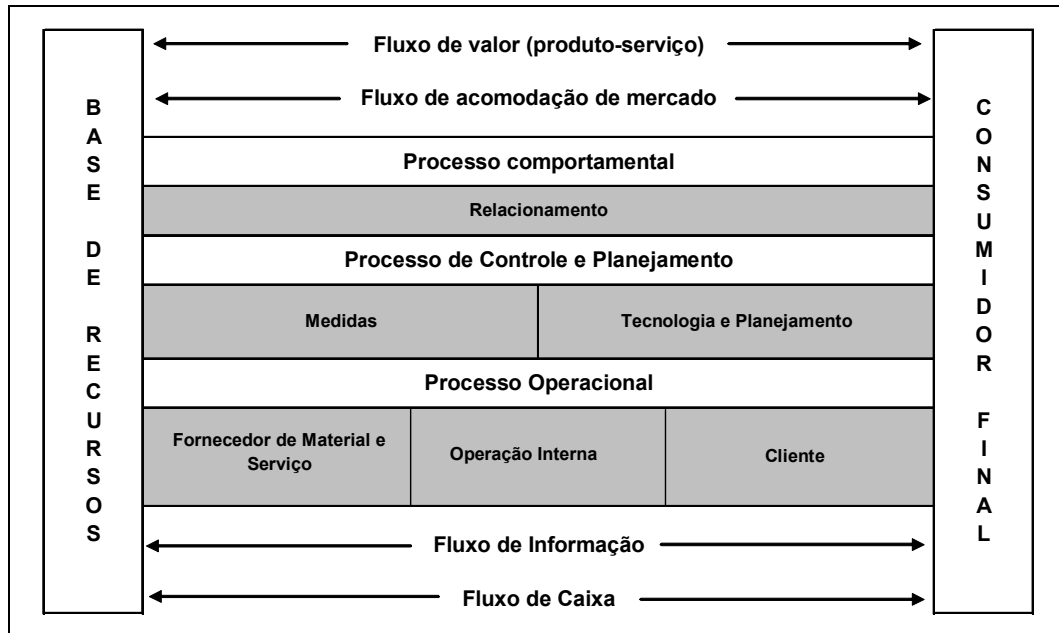 BASE DE RECURSOS
Fluxo de valor (produto-serviço)
Fluxo de acomodação de mercado
Processo comportamental
Relacionamento
Processo de Controle e Planejamento
Medidas
Tecnologia e Planejamento
Processo Operacional
Fornecedor de Material e
Serviço
Operação Interna
Cliente
Fluxo de Informação
Fluxo de Caixa
CONSUMIDOR FINAL